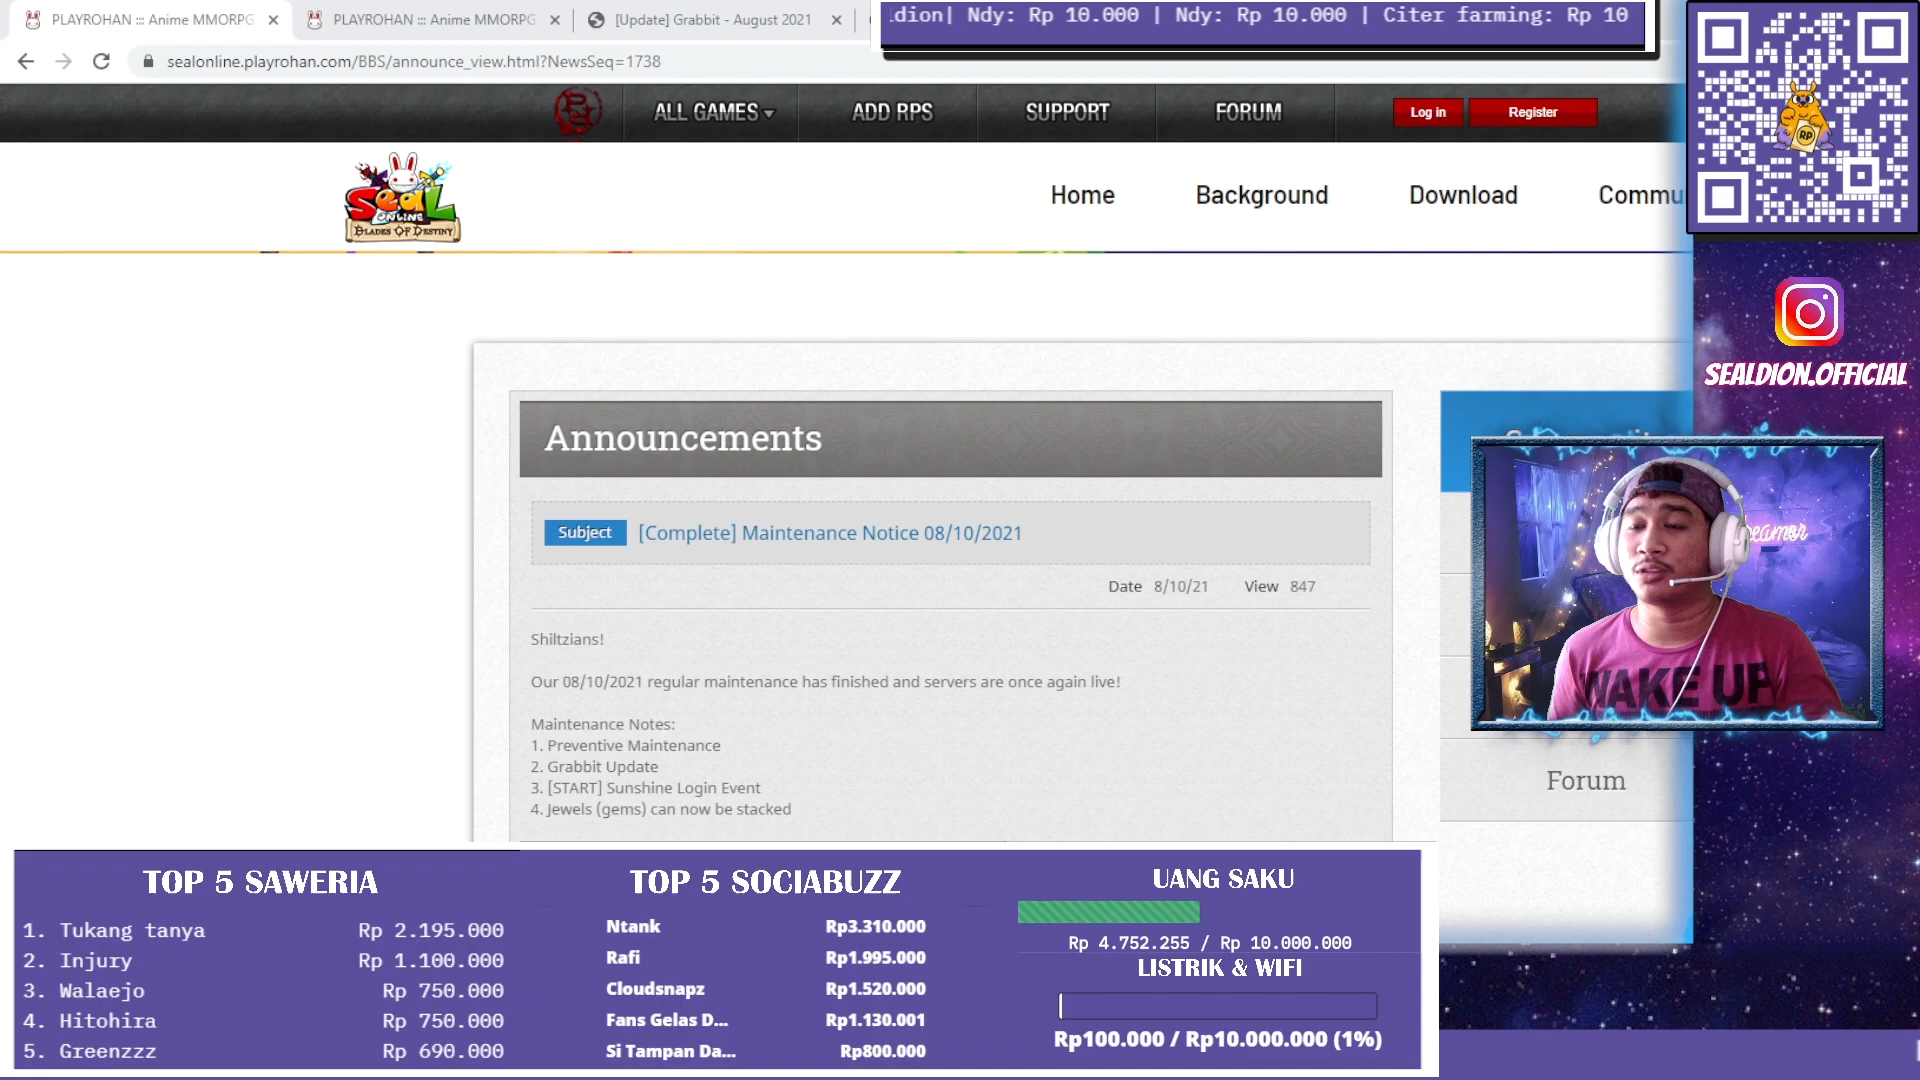 PLAYROHAN ::: Anime MMORPG
PLAYROHAN ::: Anime MMORPG
[Update] Grabbit - August 2021
dion| Ndy: Rp 10.000 | Ndy: Rp 10.000 | Citer farming: Rp 10
sealonline.playrohan.com/BBS/announce_view.html?NewsSeq=1738
ALL GAMES
ADD RPS
SUPPORT
FORUM
Log in
Register
RP
SEAL
ONLINE
BLADES OF DESTINY
Home
Background
Download
Commu
SEALDION.OFFICIAL
Announcements
Subject
[Complete] Maintenance Notice 08/10/2021
Date 8/10/21 View 847
Shiltzians!
Our 08/10/2021 regular maintenance has finished and servers are once again live!
Maintenance Notes:
1. Preventive Maintenance
2. Grabbit Update
3. [START] Sunshine Login Event
4. Jewels (gems) can now be stacked
WAKE UP
Forum
TOP 5 SAWERIA
1. Tukang tanya Rp 2.195.000
2. Injury Rp 1.100.000
3. Walaejo Rp 750.000
4. Hitohira Rp 750.000
5. Greenzzz Rp 690.000
TOP 5 SOCIABUZZ
Ntank Rp3.310.000
Rafi Rp1.995.000
Cloudsnapz Rp1.520.000
Fans Gelas D... Rp1.130.001
Si Tampan Da... Rp800.000
UANG SAKU
Rp 4.752.255 / Rp 10.000.000
LISTRIK & WIFI
Rp100.000 / Rp10.000.000 (1%)